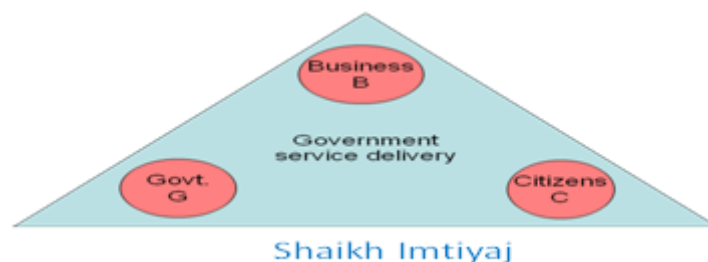 Business
B
Government
service delivery
Govt.
G
Citizens
C
Shaikh Imtiyaj